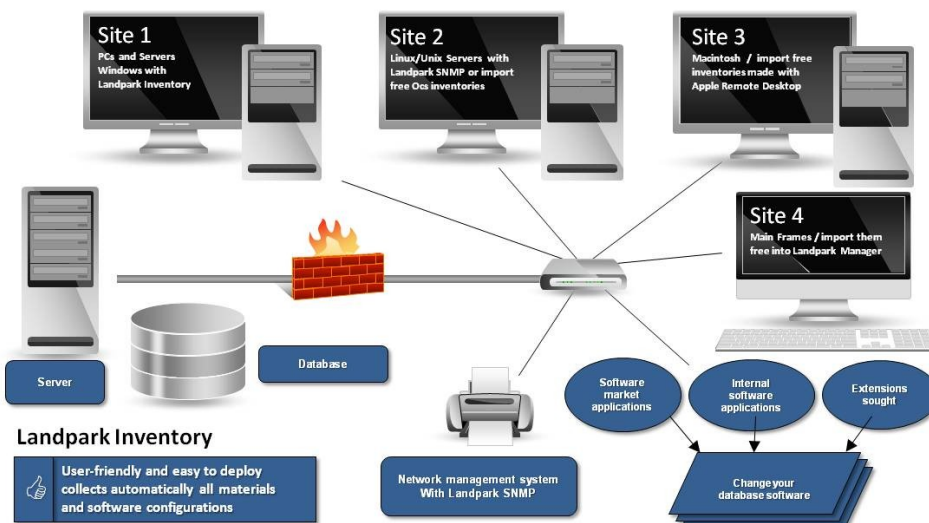 Site 1
PCs and Servers
Windows with
Landpark Inventory
Site 2
Linux/Unix Servers with
Landpark SNMP or import
free Ocs inventories
Site 3
Macintosh / import free
inventories made with
Apple Remote Desktop
Site 4
Main Frames / import them
free into Landpark Manager
Server
Database
Software
market
applications
Internal
software
applications
Extensions
sought
Landpark Inventory
User-friendly and easy to deploy
collects automatically all materials
and software configurations
Network management system
With Landpark SNMP
Change your
database software